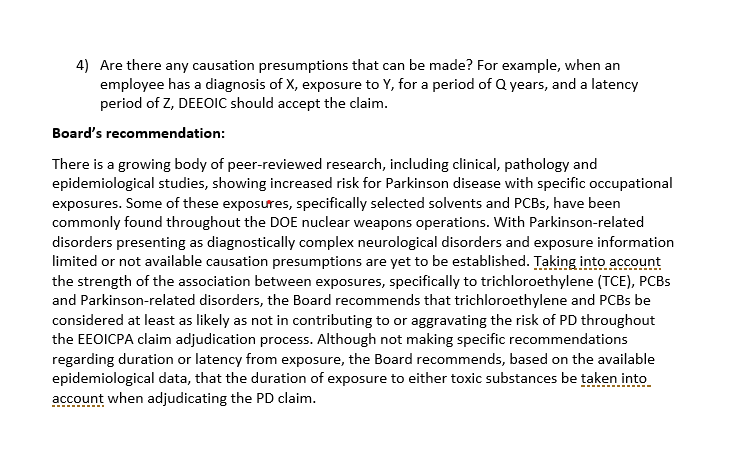 4) Are there any causation presumptions that can be made? For example, when an
employee has a diagnosis of X, exposure to Y, for a period of Q years, and a latency
period of Z, DEEOIC should accept the claim.
Board's recommendation:
There is a growing body of peer-reviewed research, including clinical, pathology and
epidemiological studies, showing increased risk for Parkinson disease with specific occupational
exposures. Some of these exposures, specifically selected solvents and PCBs, have been
commonly found throughout the DOE nuclear weapons operations. With Parkinson-related
disorders presenting as diagnostically complex neurological disorders and exposure information
limited or not available causation presumptions are yet to be established. Taking into account
the strength of the association between exposures, specifically to trichloroethylene (TCE), PCBs
and Parkinson-related disorders, the Board recommends that trichloroethylene and PCBs be
considered at least as likely as not in contributing to or aggravating the risk of PD throughout
the EEOICPA claim adjudication process. Although not making specific recommendations
regarding duration or latency from exposure, the Board recommends, based on the available
epidemiological data, that the duration of exposure to either toxic substances be taken into
account when adjudicating the PD claim.